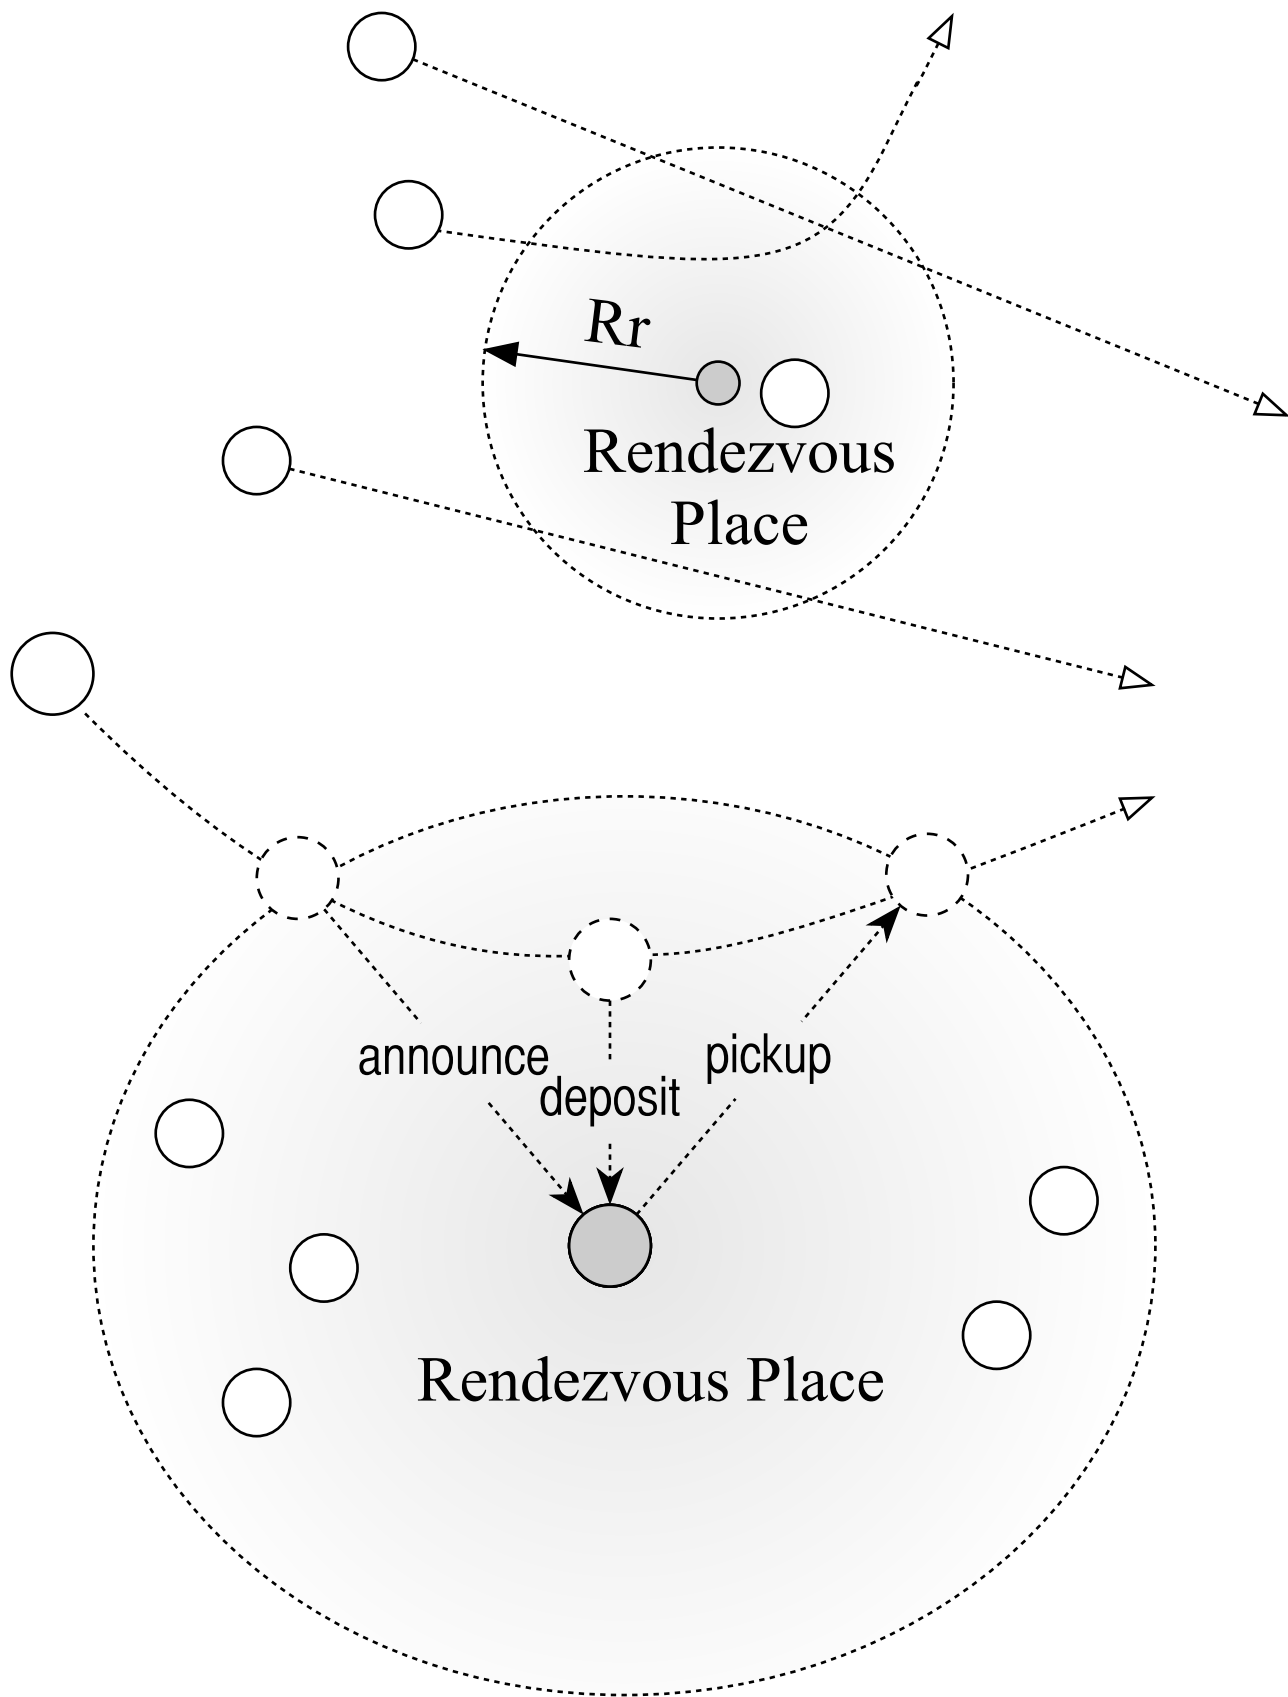 Rr
Rendezvous
Place
announce
pickup
deposit
Rendezvous Place